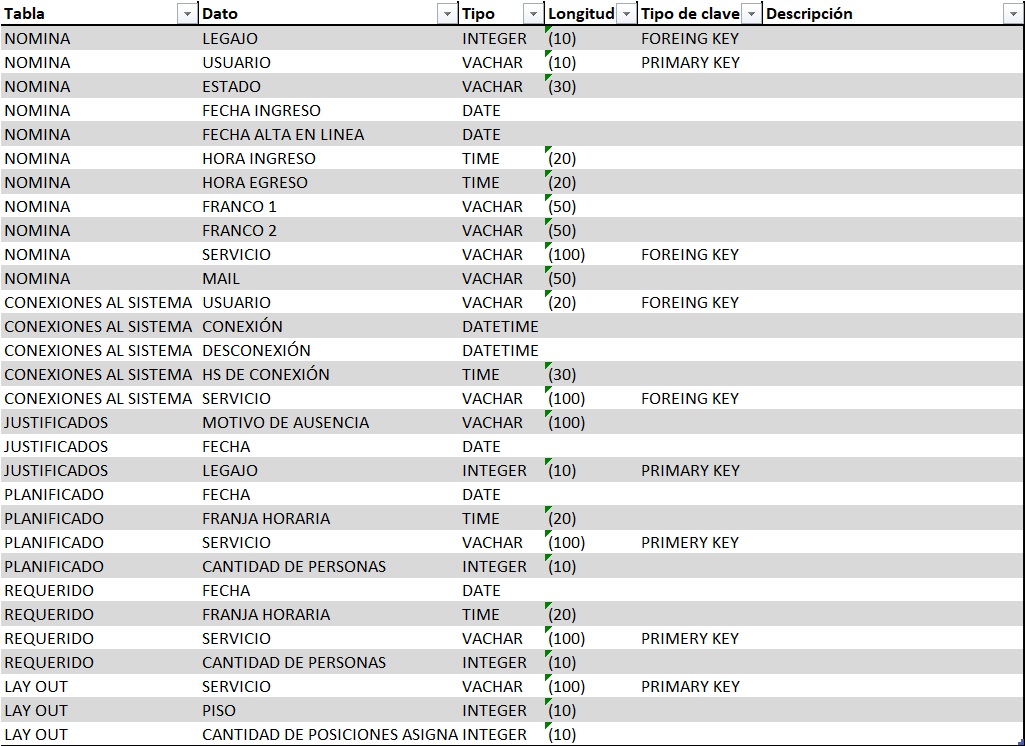 Tabla Dato Tipo Longitud Tipo de clave Descripción
NOMINA LEGAJO INTEGER (10) FOREING KEY
NOMINA USUARIO VACHAR (10) PRIMARY KEY
NOMINA ESTADO VACHAR (30)
NOMINA FECHA INGRESO DATE
NOMINA FECHA ALTA EN LINEA DATE
NOMINA HORA INGRESO TIME (20)
NOMINA HORA EGRESO TIME (20)
NOMINA FRANCO 1 VACHAR (50)
NOMINA FRANCO 2 VACHAR (50)
NOMINA SERVICIO VACHAR (100) FOREING KEY
NOMINA MAIL VACHAR (50)
CONEXIONES AL SISTEMA USUARIO VACHAR (20) FOREING KEY
CONEXIONES AL SISTEMA CONEXIÓN DATETIME
CONEXIONES AL SISTEMA DESCONEXIÓN DATETIME
CONEXIONES AL SISTEMA HS DE CONEXIÓN TIME (30)
CONEXIONES AL SISTEMA SERVICIO VACHAR (100) FOREING KEY
JUSTIFICADOS MOTIVO DE AUSENCIA VACHAR (100)
JUSTIFICADOS FECHA DATE
JUSTIFICADOS LEGAJO INTEGER (10) PRIMARY KEY
PLANIFICADO FECHA DATE
PLANIFICADO FRANJA HORARIA TIME (20)
PLANIFICADO SERVICIO VACHAR (100) PRIMERY KEY
PLANIFICADO CANTIDAD DE PERSONAS INTEGER (10)
REQUERIDO FECHA DATE
REQUERIDO FRANJA HORARIA TIME (20)
REQUERIDO SERVICIO VACHAR (100) PRIMERY KEY
REQUERIDO CANTIDAD DE PERSONAS INTEGER (10)
LAY OUT SERVICIO VACHAR (100) PRIMARY KEY
LAY OUT PISO INTEGER (10)
LAY OUT CANTIDAD DE POSICIONES ASIGNA INTEGER (10)